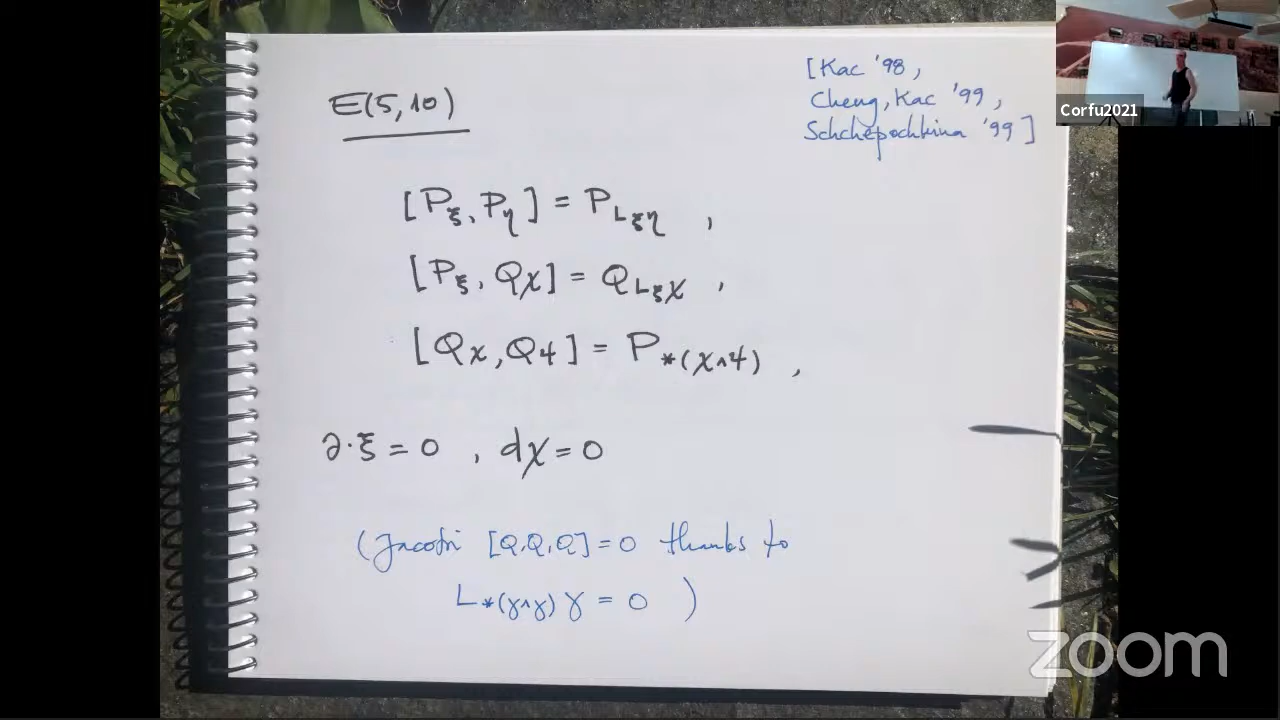 E(5,10)
[Kac '98,
Cheng, Kac '99,
Schchepochkina '99]
[P_ξ, P_η] = P_{L_ξ η} ,
[P_ξ, Q_χ] = Q_{L_ξ χ} ,
[Q_χ, Q_ψ] = P_{*(χ∧ψ)} ,
∂·ξ = 0 , dχ = 0
(Jacobi [Q,Q,Q] = 0 thanks to
L_{*(χ∧χ)} χ = 0 )
Corfu2021
zoom